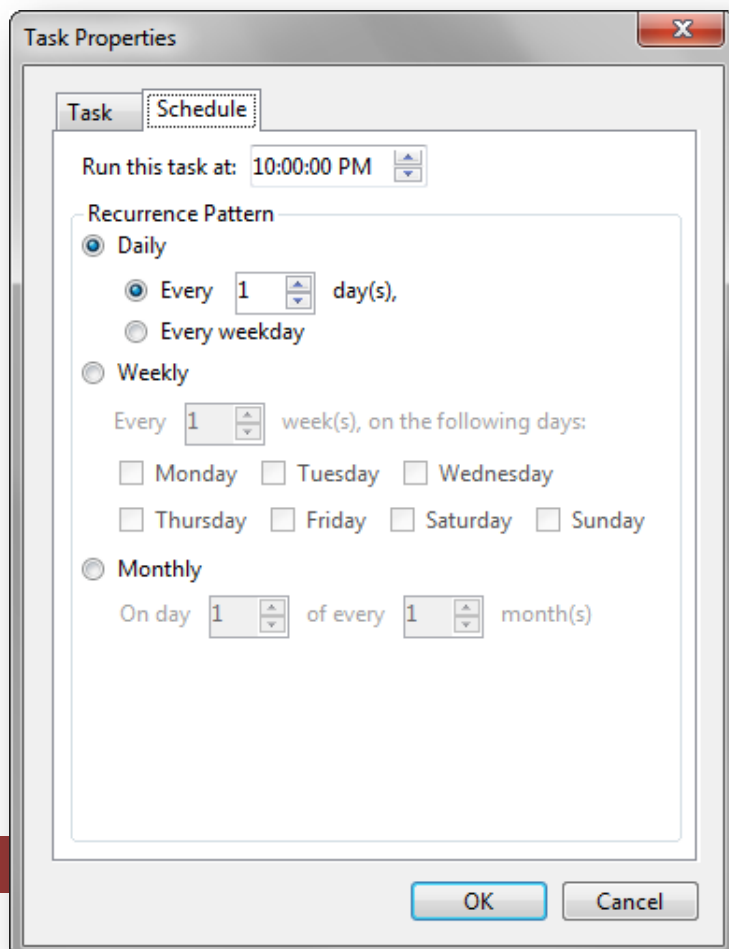 Task Properties
Task Schedule
Run this task at: 10:00:00 PM
Recurrence Pattern
Daily
Every 1 day(s),
Every weekday
Weekly
Every 1 week(s), on the following days:
Monday Tuesday Wednesday
Thursday Friday Saturday Sunday
Monthly
On day 1 of every 1 month(s)
OK Cancel